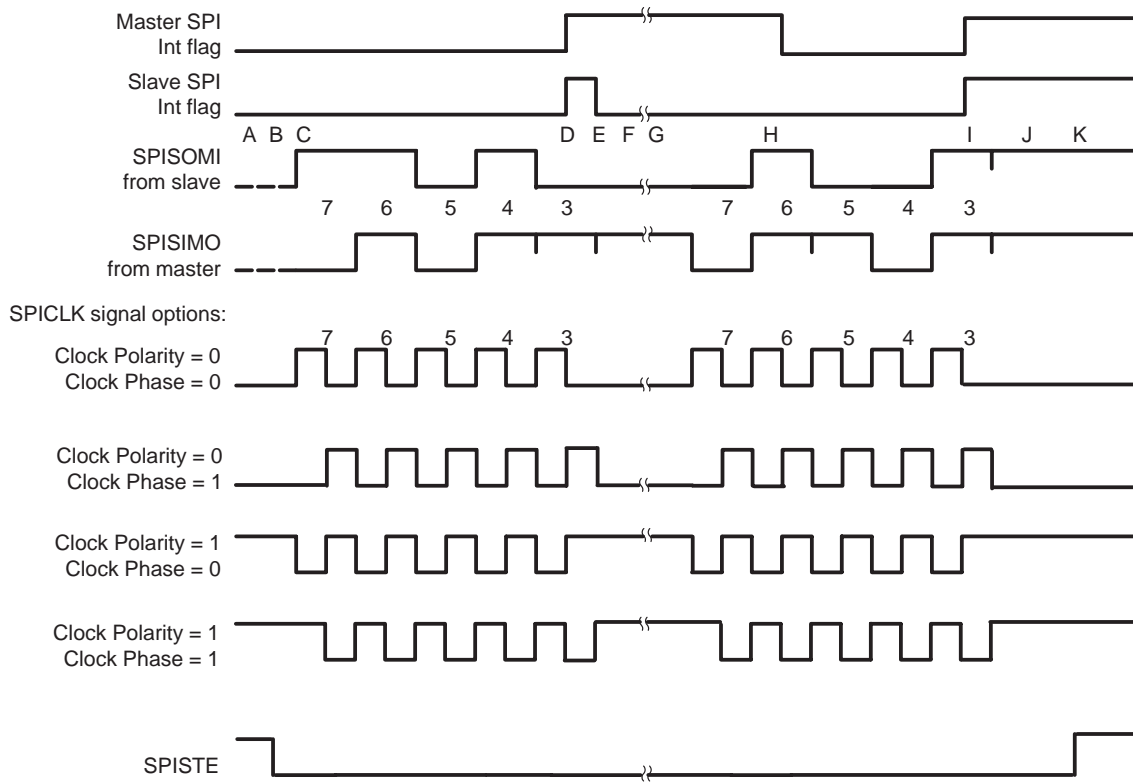 Master SPI
Int flag
Slave SPI
Int flag
A B C D E F G H I J K
SPISOMI
from slave
7 6 5 4 3 7 6 5 4 3
SPISIMO
from master
SPICLK signal options:
7 6 5 4 3 7 6 5 4 3
Clock Polarity = 0
Clock Phase = 0
Clock Polarity = 0
Clock Phase = 1
Clock Polarity = 1
Clock Phase = 0
Clock Polarity = 1
Clock Phase = 1
SPISTE